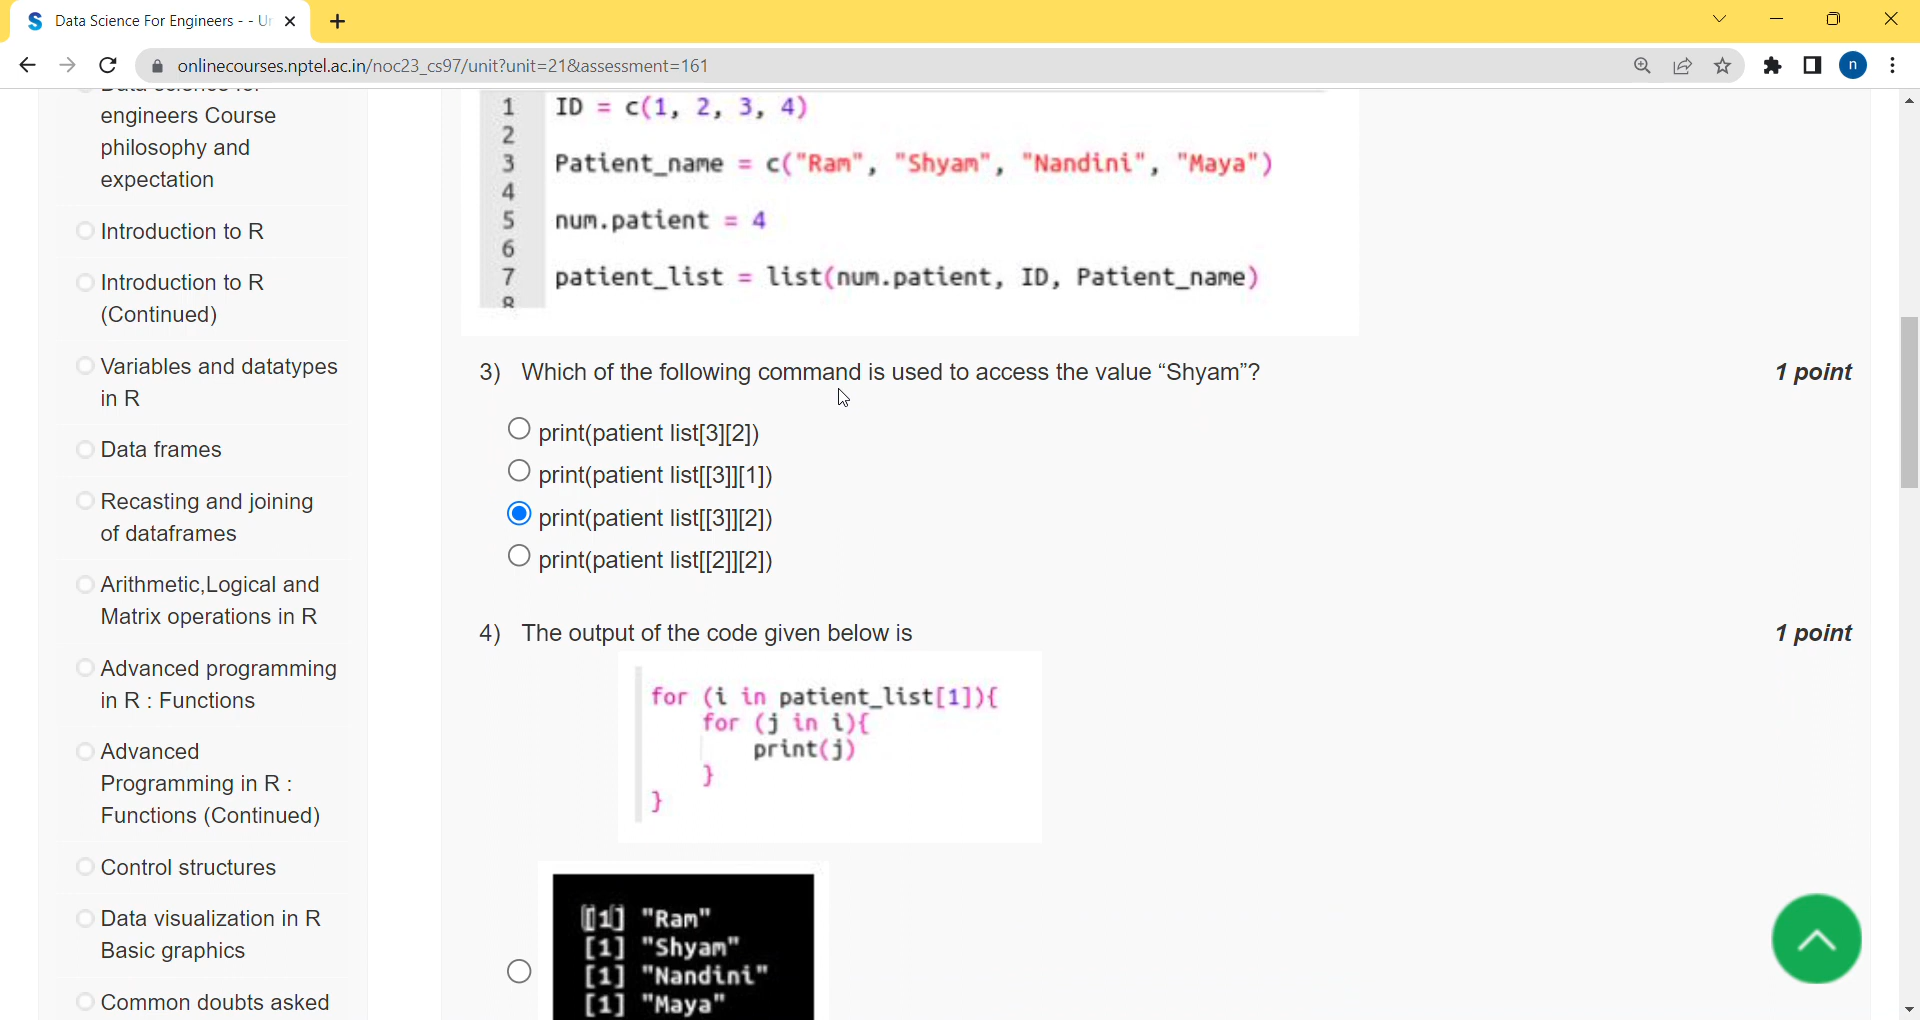 Data Science For Engineers - - Un
onlinecourses.nptel.ac.in/noc23_cs97/unit?unit=21&assessment=161
n
Data science for
engineers Course
philosophy and
expectation
Introduction to R
Introduction to R
(Continued)
Variables and datatypes
in R
Data frames
Recasting and joining
of dataframes
Arithmetic,Logical and
Matrix operations in R
Advanced programming
in R : Functions
Advanced
Programming in R :
Functions (Continued)
Control structures
Data visualization in R
Basic graphics
Common doubts asked
1 ID = c(1, 2, 3, 4)
2
3 Patient_name = c("Ram", "Shyam", "Nandini", "Maya")
4
5 num.patient = 4
6
7 patient_list = list(num.patient, ID, Patient_name)
8
3) Which of the following command is used to access the value “Shyam”? 1 point
print(patient list[3][2])
print(patient list[[3]][1])
print(patient list[[3]][2])
print(patient list[[2]][2])
4) The output of the code given below is 1 point
for (i in patient_list[1]){
for (j in i){
print(j)
}
}
[1] "Ram"
[1] "Shyam"
[1] "Nandini"
[1] "Maya"